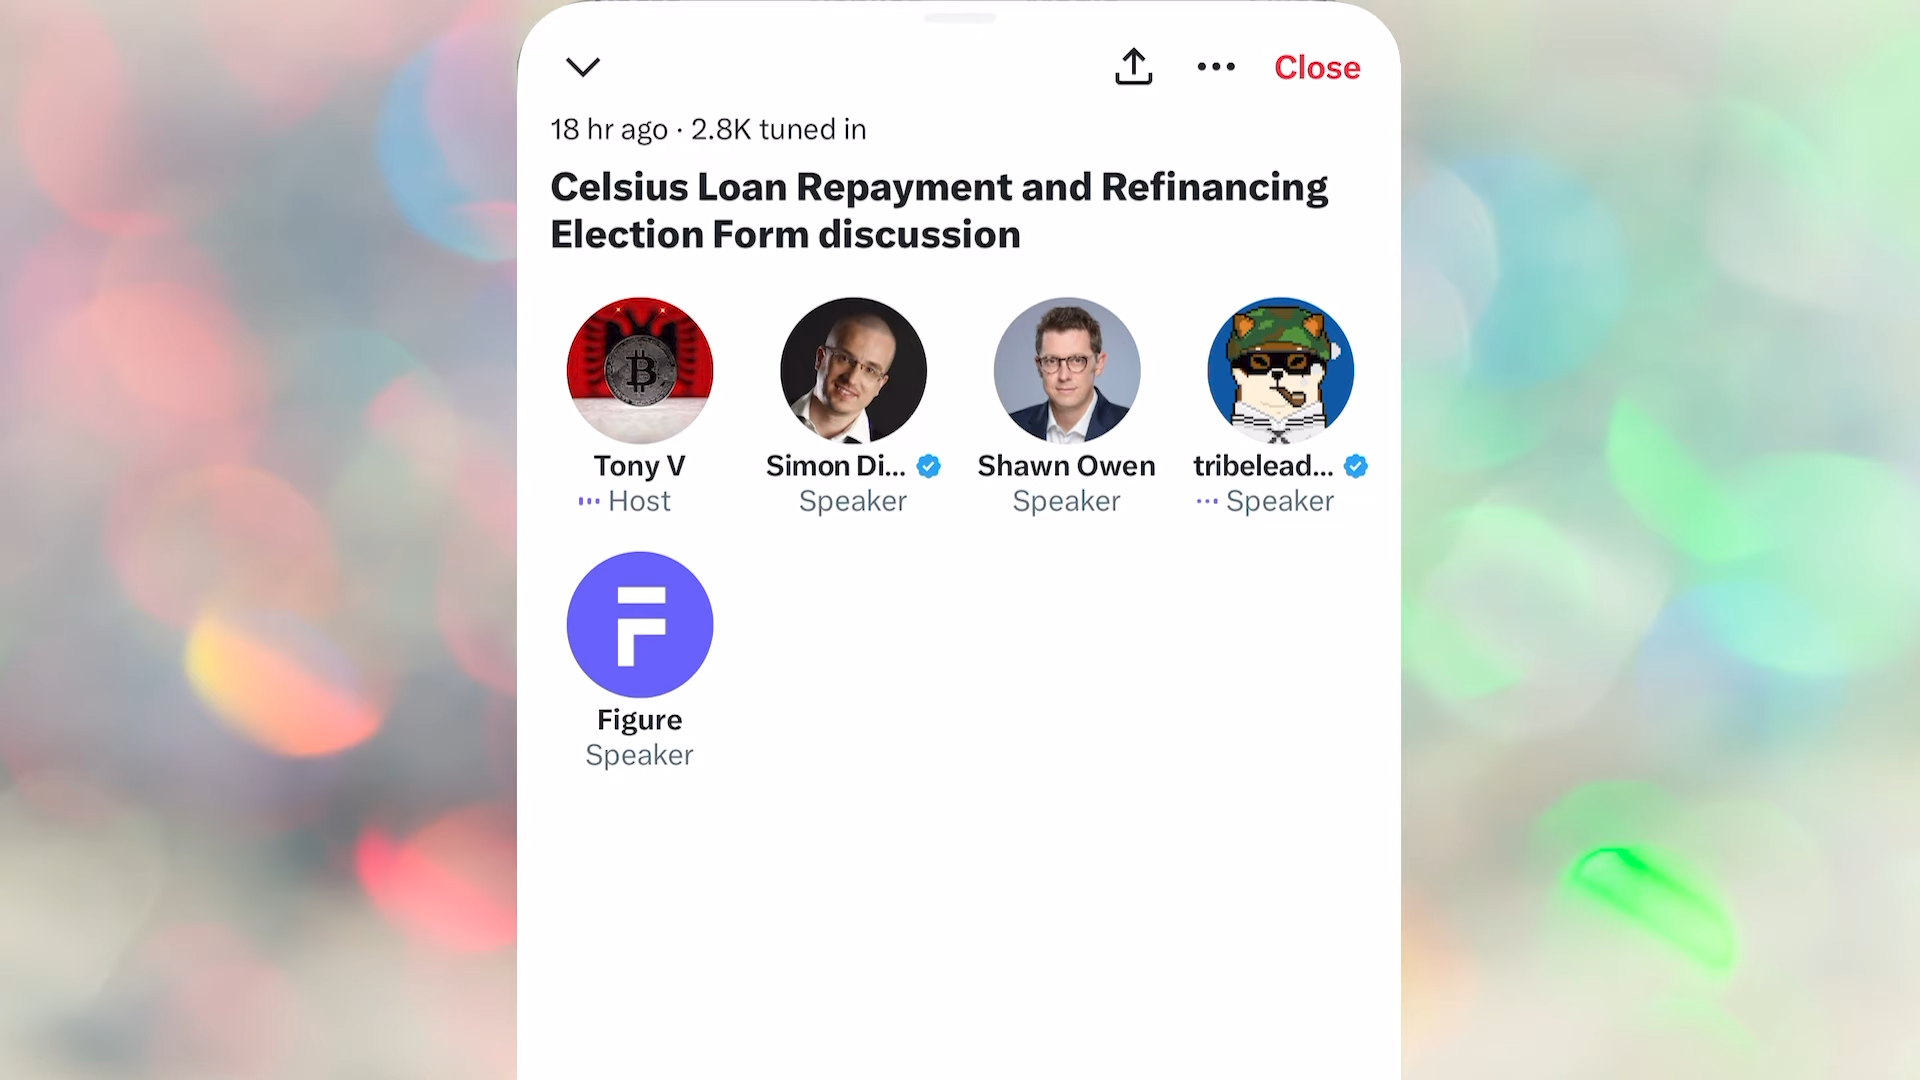 Close
18 hr ago · 2.8K tuned in
Celsius Loan Repayment and Refinancing
Election Form discussion
Tony V
Host
Simon Di...
Speaker
Shawn Owen
Speaker
tribelead...
Speaker
Figure
Speaker